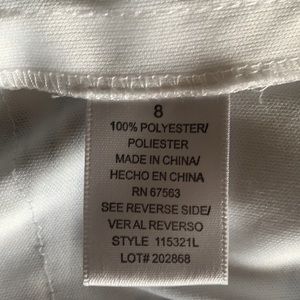 8
100% POLYESTER/
POLIESTER
MADE IN CHINA/
HECHO EN CHINA
RN 67563
SEE REVERSE SIDE/
VER AL REVERSO
STYLE 115321L
LOT# 202868